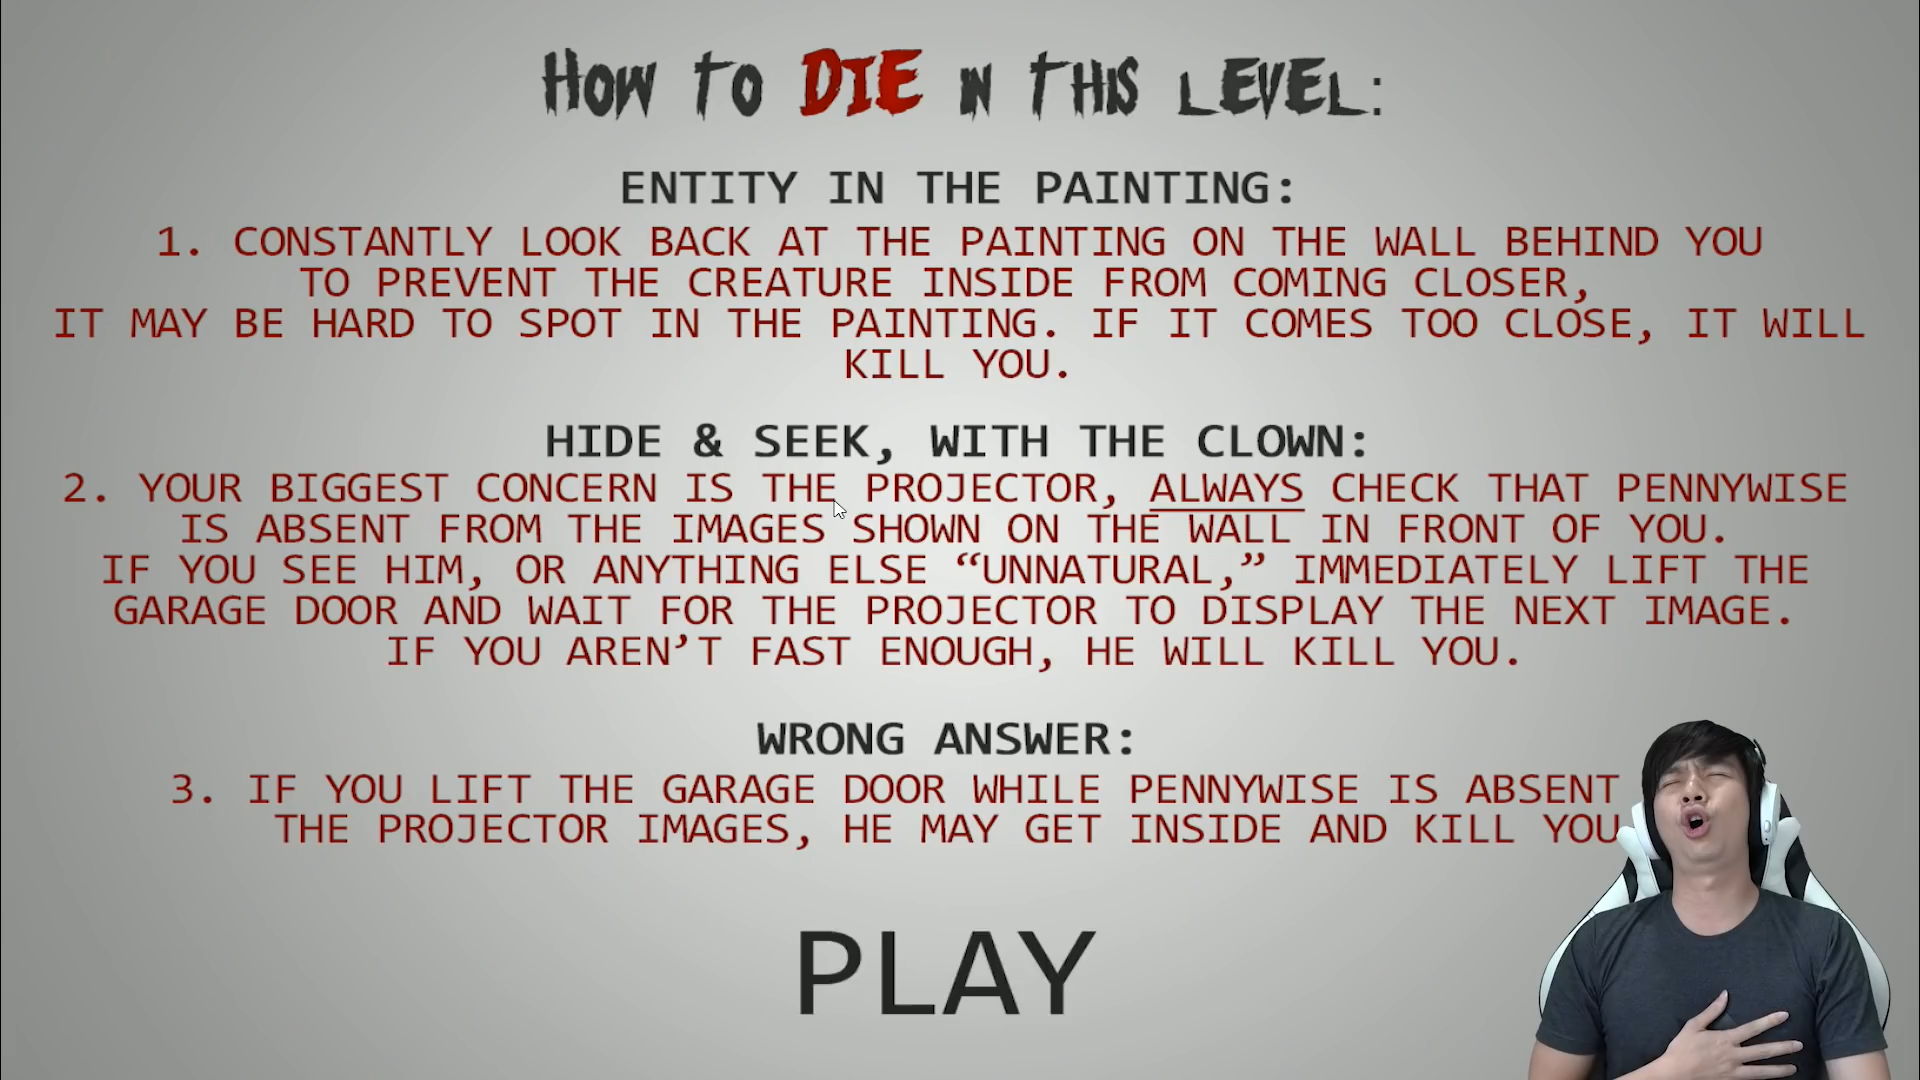 HOW TO DIE IN THIS LEVEL:
ENTITY IN THE PAINTING:
1. CONSTANTLY LOOK BACK AT THE PAINTING ON THE WALL BEHIND YOU
TO PREVENT THE CREATURE INSIDE FROM COMING CLOSER,
IT MAY BE HARD TO SPOT IN THE PAINTING. IF IT COMES TOO CLOSE, IT WILL
KILL YOU.
HIDE & SEEK, WITH THE CLOWN:
2. YOUR BIGGEST CONCERN IS THE PROJECTOR, ALWAYS CHECK THAT PENNYWISE
IS ABSENT FROM THE IMAGES SHOWN ON THE WALL IN FRONT OF YOU.
IF YOU SEE HIM, OR ANYTHING ELSE “UNNATURAL,” IMMEDIATELY LIFT THE
GARAGE DOOR AND WAIT FOR THE PROJECTOR TO DISPLAY THE NEXT IMAGE.
IF YOU AREN’T FAST ENOUGH, HE WILL KILL YOU.
WRONG ANSWER:
3. IF YOU LIFT THE GARAGE DOOR WHILE PENNYWISE IS ABSENT
THE PROJECTOR IMAGES, HE MAY GET INSIDE AND KILL YOU
PLAY